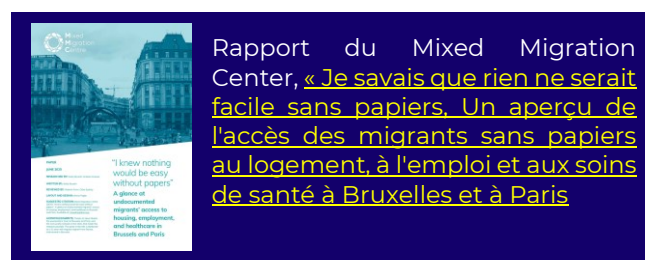 Mixed
Migration
Centre
"I knew nothing
would be easy
without papers"
A glance at
undocumented
migrants' access to
housing, employment,
and healthcare in
Brussels and Paris
Rapport du Mixed Migration
Center, « Je savais que rien ne serait
facile sans papiers, Un aperçu de
l'accès des migrants sans papiers
au logement, à l'emploi et aux soins
de santé à Bruxelles et à Paris